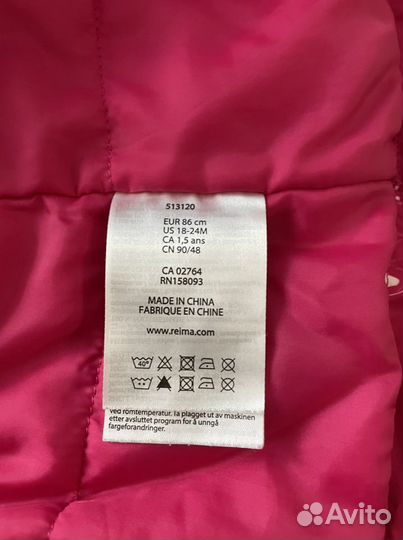 513120
EUR 86 cm
US 18-24M
CA 1,5 ans
CN 90/48
CA 02764
RN158093
MADE IN CHINA
FABRIQUE EN CHINE
www.reima.com
40°
ved romtemperatur. Ta plagget ut av maskinen
etter avsluttet program for å unngå
fargeforandringer.
Avito